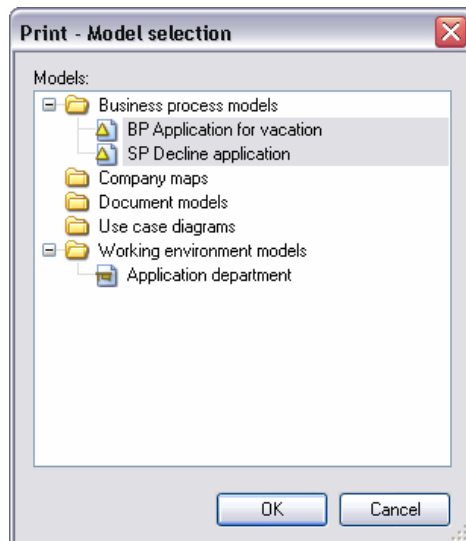 Print - Model selection
Models:
Business process models
BP Application for vacation
SP Decline application
Company maps
Document models
Use case diagrams
Working environment models
Application department
OK Cancel